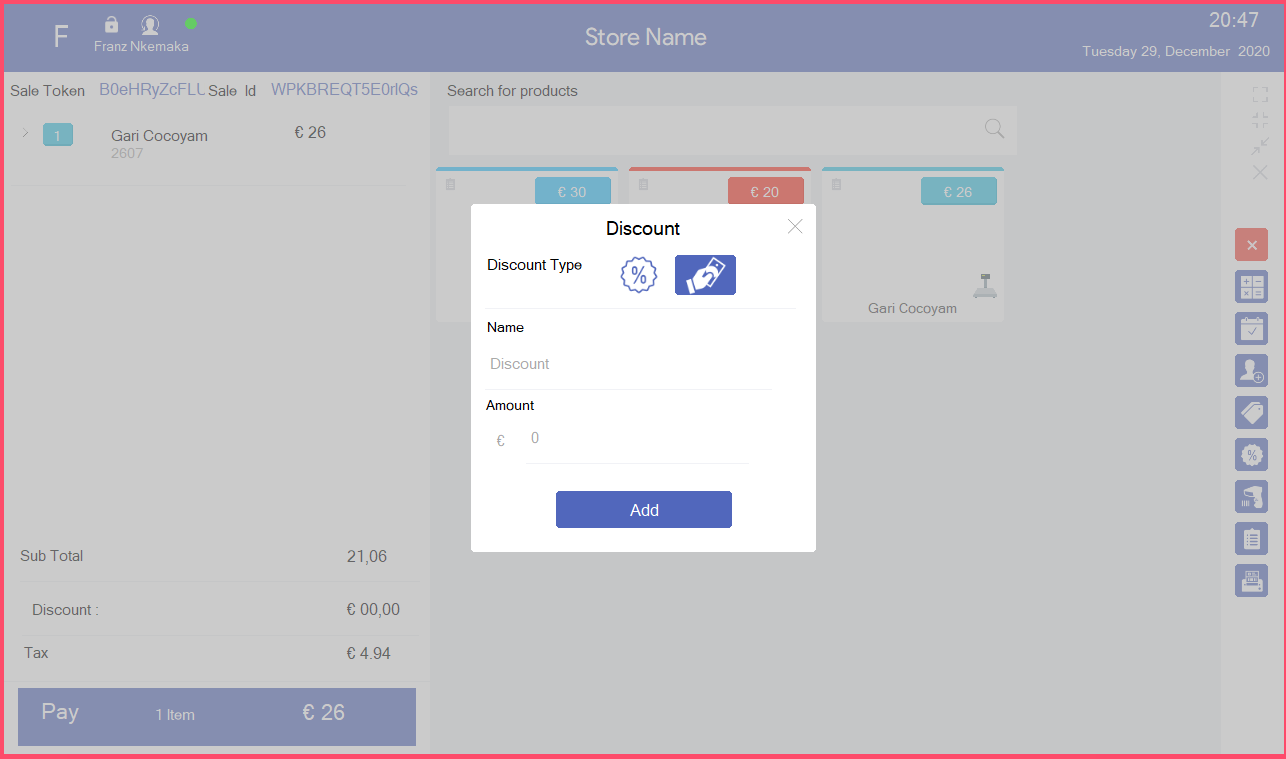 F
Franz Nkemaka
Store Name
20:47
Tuesday 29, December 2020
Sale Token B0eHRyZcFLU Sale Id WPKBREQT5E0rlQs
1 Gari Cocoyam € 26
2607
Search for products
€ 30
€ 20
€ 26
Gari Cocoyam
Discount
Discount Type
%
Name
Discount
Amount
€ 0
Add
Sub Total 21,06
Discount : € 00,00
Tax € 4.94
Pay 1 Item € 26